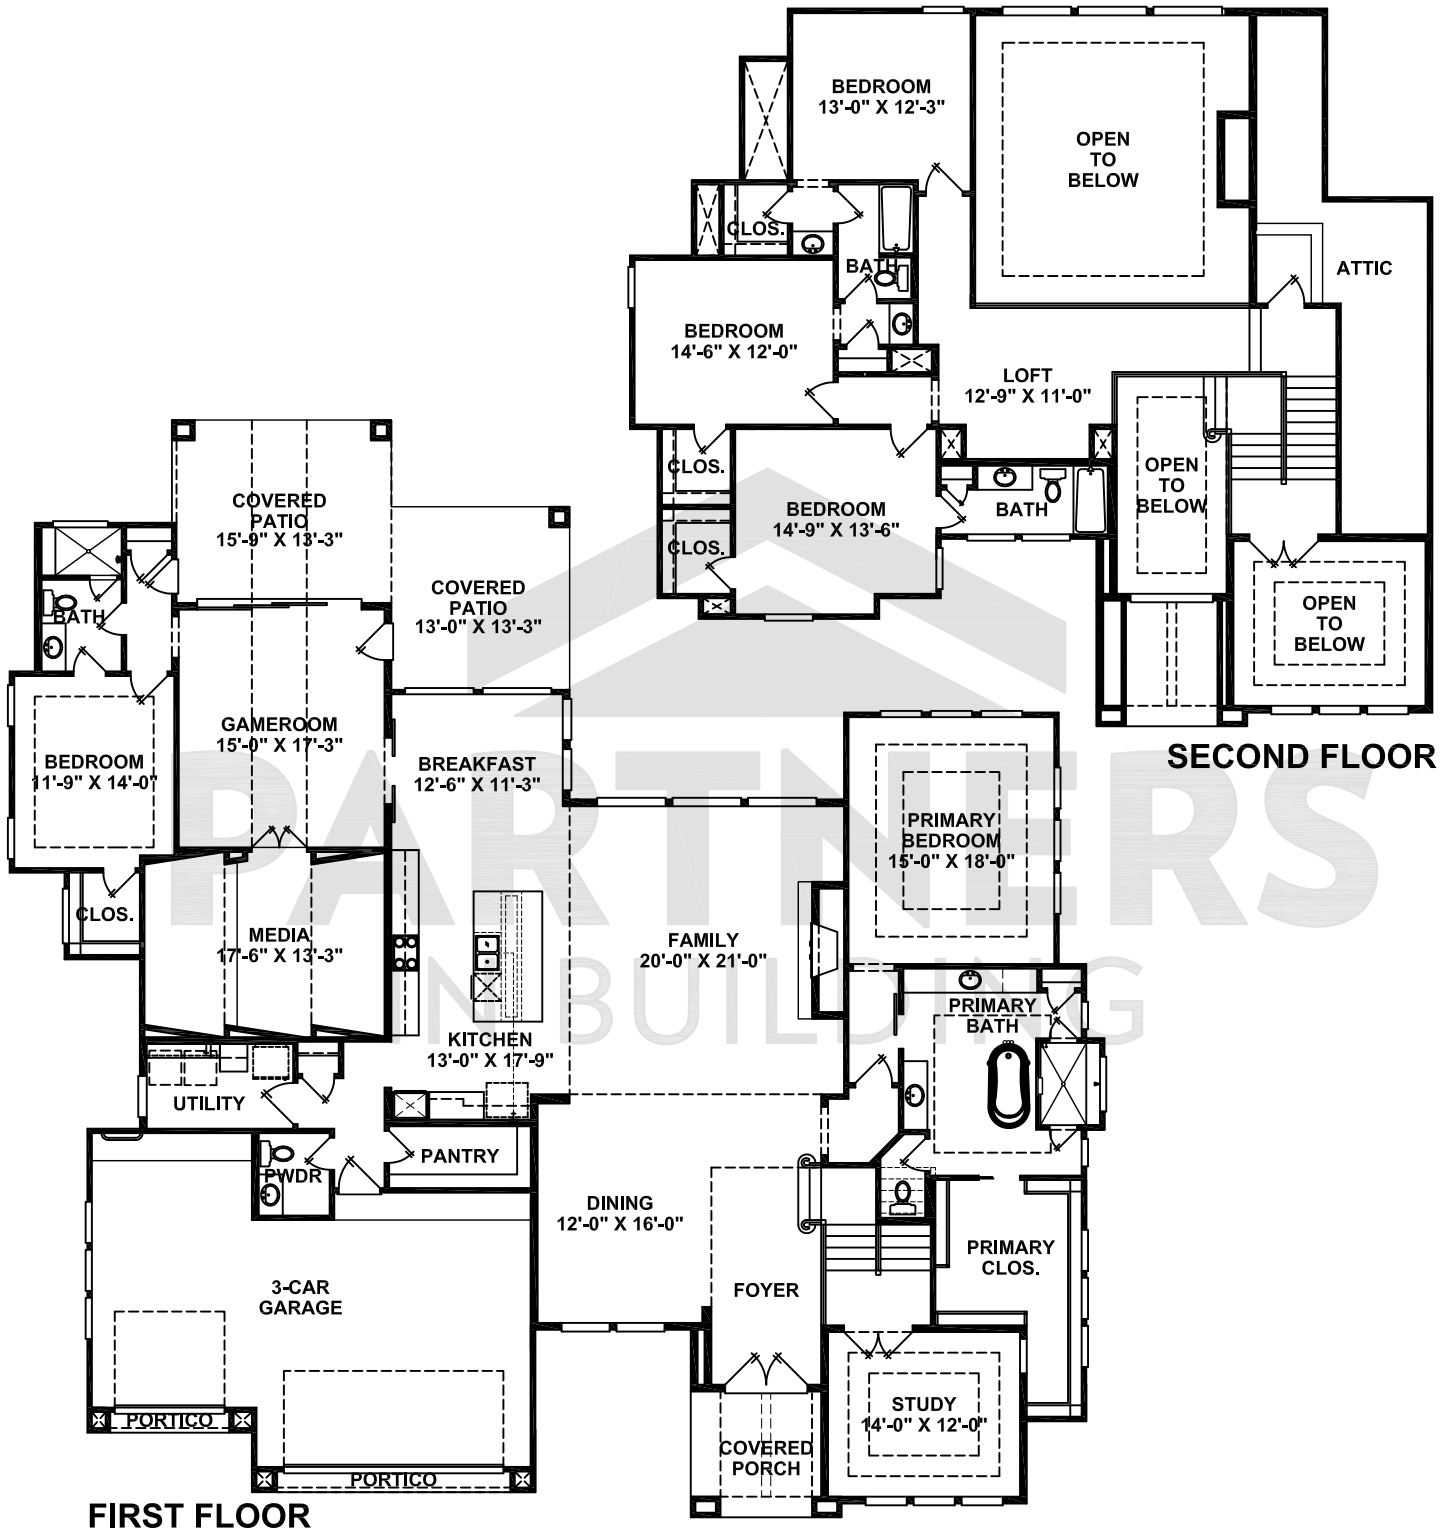 BEDROOM
13'-0" X 12'-3"
OPEN
TO
BELOW
CLOS.
BATH
ATTIC
BEDROOM
14'-6" X 12'-0"
LOFT
12'-9" X 11'-0"
CLOS.
OPEN
TO
BELOW
BEDROOM
14'-9" X 13'-6"
BATH
CLOS.
OPEN
TO
BELOW
SECOND FLOOR
COVERED
PATIO
15'-9" X 13'-3"
COVERED
PATIO
13'-0" X 13'-3"
BATH
GAMEROOM
15'-0" X 17'-3"
BEDROOM
11'-9" X 14'-0"
BREAKFAST
12'-6" X 11'-3"
PRIMARY
BEDROOM
15'-0" X 18'-0"
PARTNERS
IN BUILDING
CLOS.
MEDIA
17'-6" X 13'-3"
FAMILY
20'-0" X 21'-0"
KITCHEN
13'-0" X 17'-9"
PRIMARY
BATH
UTILITY
PANTRY
PWDR
DINING
12'-0" X 16'-0"
PRIMARY
CLOS.
3-CAR
GARAGE
FOYER
STUDY
14'-0" X 12'-0"
PORTICO
COVERED
PORCH
PORTICO
FIRST FLOOR